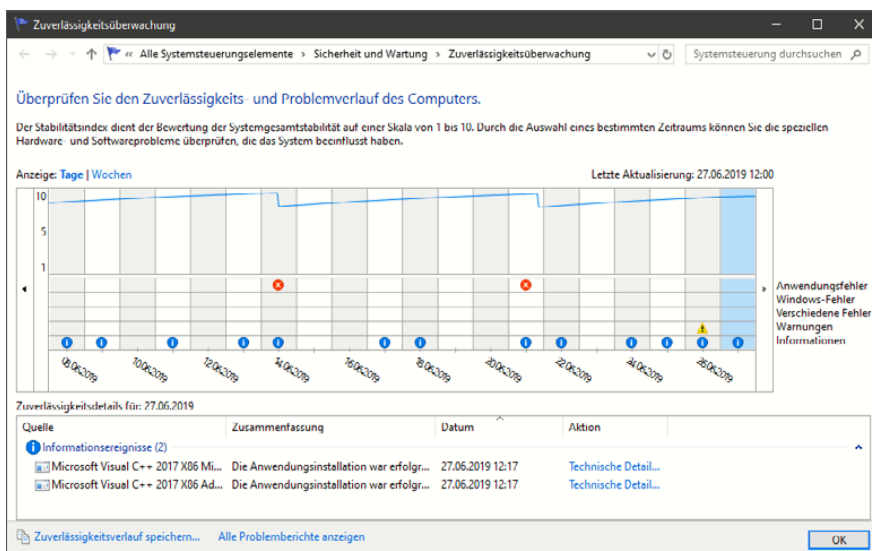 Zuverlässigkeitsüberwachung
« Alle Systemsteuerungselemente › Sicherheit und Wartung › Zuverlässigkeitsüberwachung
Systemsteuerung durchsuchen
Überprüfen Sie den Zuverlässigkeits- und Problemverlauf des Computers.
Der Stabilitätsindex dient der Bewertung der Systemgesamtstabilität auf einer Skala von 1 bis 10. Durch die Auswahl eines bestimmten Zeitraums können Sie die speziellen
Hardware- und Softwareprobleme überprüfen, die das System beeinflusst haben.
Anzeige: Tage | Wochen
Letzte Aktualisierung: 27.06.2019 12:00
10
5
1
Anwendungsfehler
Windows-Fehler
Verschiedene Fehler
Warnungen
Informationen
08.06.2019
10.06.2019
12.06.2019
14.06.2019
16.06.2019
18.06.2019
20.06.2019
22.06.2019
24.06.2019
26.06.2019
Zuverlässigkeitsdetails für: 27.06.2019
Quelle Zusammenfassung Datum Aktion
Informationsereignisse (2)
Microsoft Visual C++ 2017 X86 Mi... Die Anwendungsinstallation war erfolgr... 27.06.2019 12:17 Technische Detail...
Microsoft Visual C++ 2017 X86 Ad... Die Anwendungsinstallation war erfolgr... 27.06.2019 12:17 Technische Detail...
Zuverlässigkeitsverlauf speichern... Alle Problemberichte anzeigen
OK